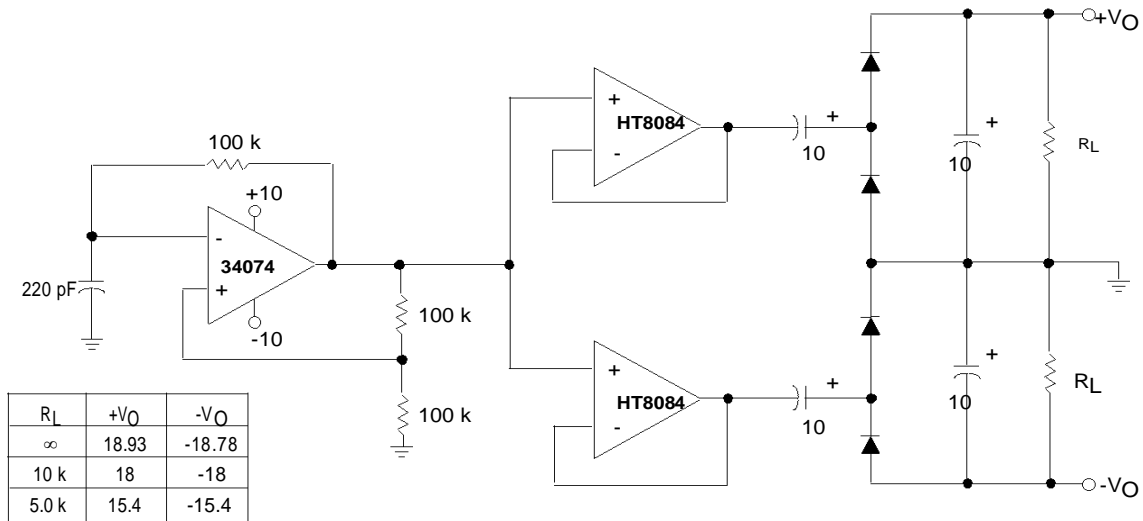 +VO
+
HT8084
-
+
10
+
10
RL
100 k
+10
-
34074
+
-10
220 pF
100 k
100 k
+
HT8084
-
+
10
+
10
RL
-VO
RL +VO -VO
∞ 18.93 -18.78
10 k 18 -18
5.0 k 15.4 -15.4